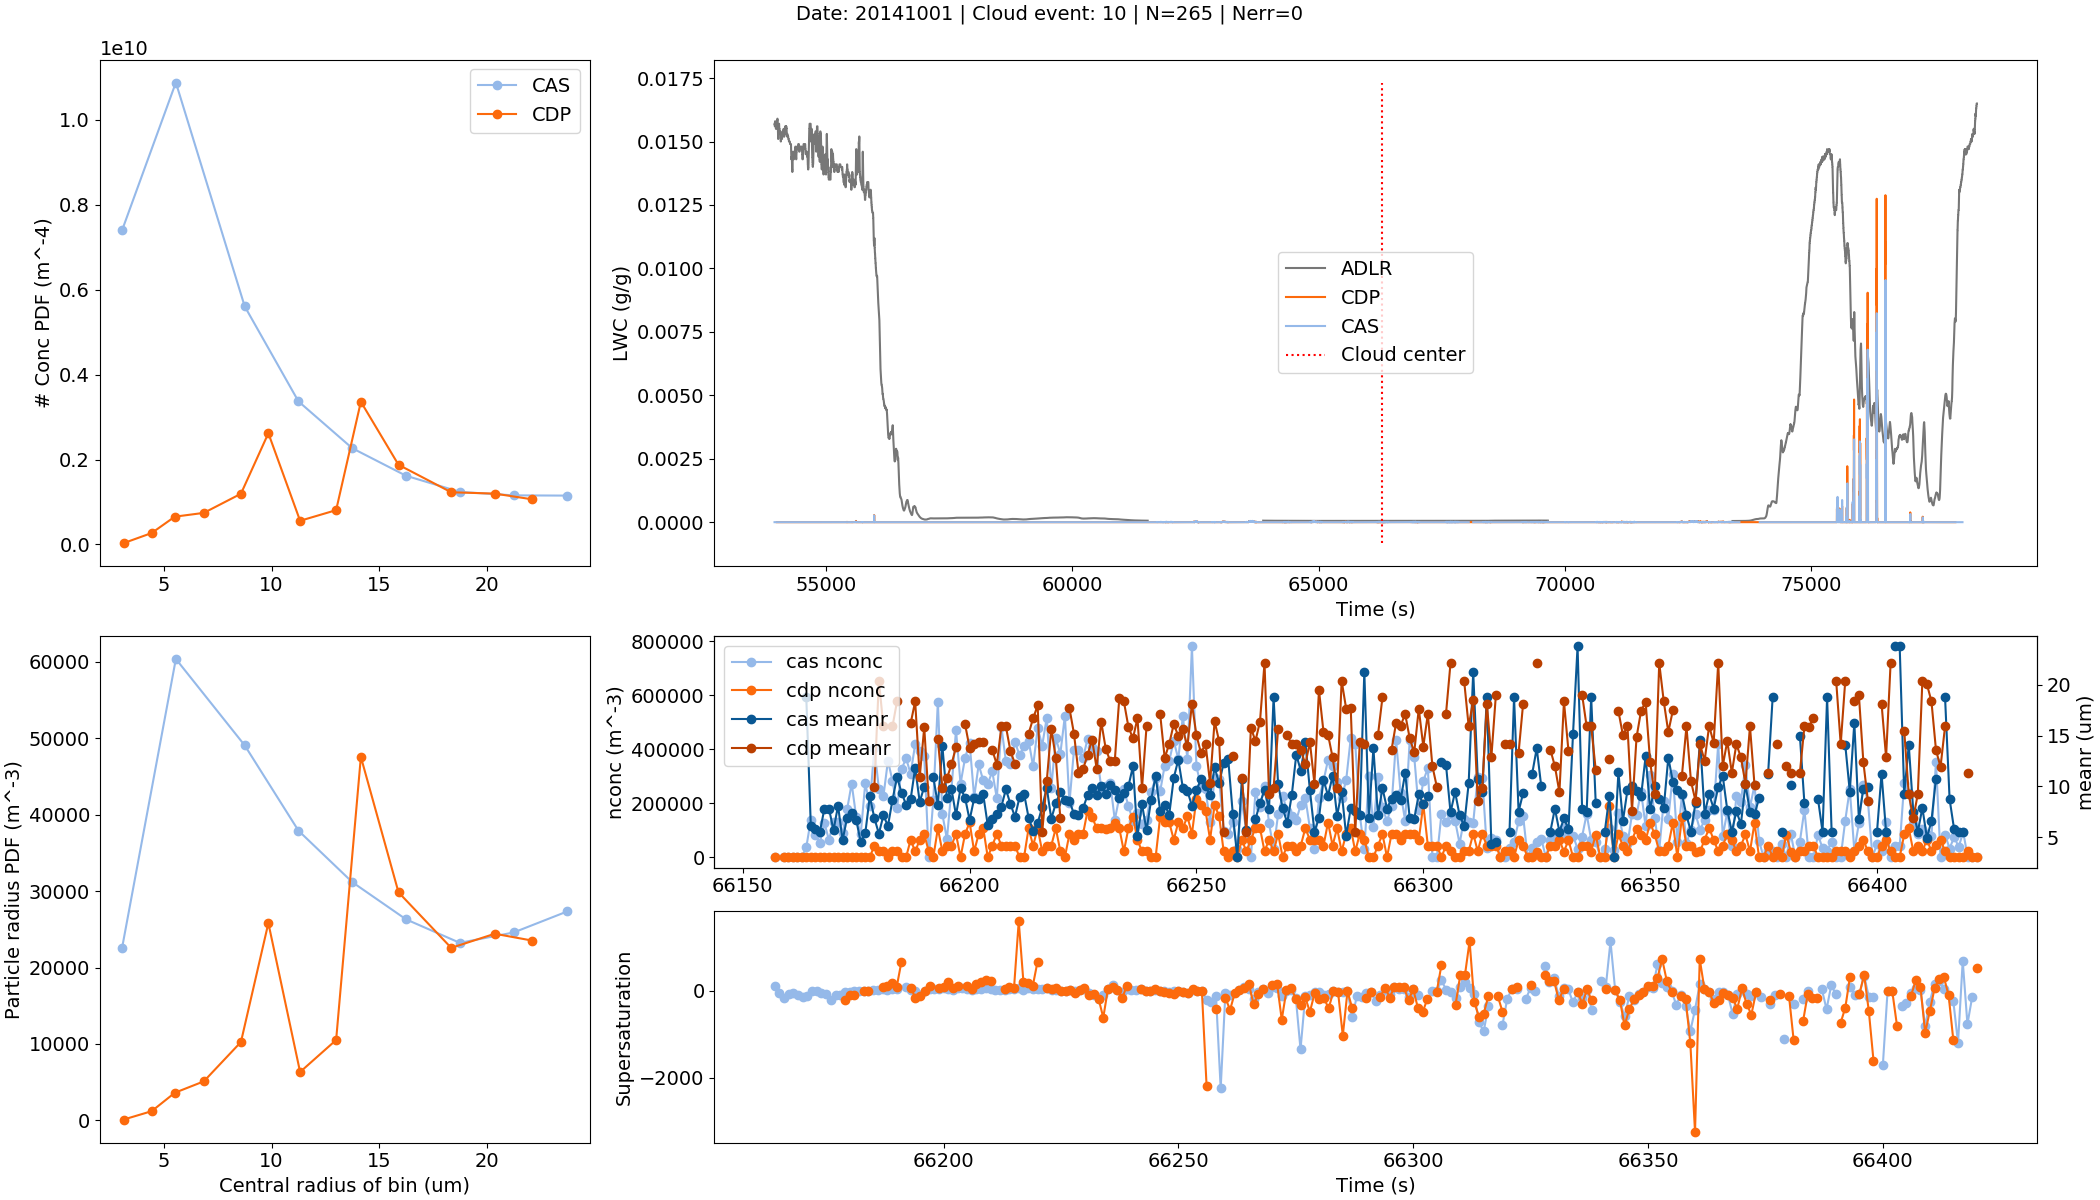 Date: 20141001 | Cloud event: 10 | N=265 | Nerr=0
1e10
# Conc PDF (m^-4)
1.0
0.8
0.6
0.4
0.2
0.0
5 10 15 20
CAS
CDP
LWC (g/g)
0.0175
0.0150
0.0125
0.0100
0.0075
0.0050
0.0025
0.0000
55000 60000 65000 70000 75000
Time (s)
ADLR
CDP
CAS
Cloud center
Particle radius PDF (m^-3)
60000
50000
40000
30000
20000
10000
0
5 10 15 20
Central radius of bin (um)
nconc (m^-3)
800000
600000
400000
200000
0
cas nconc
cdp nconc
cas meanr
cdp meanr
20
15
10
5
meanr (um)
66150 66200 66250 66300 66350 66400
Supersaturation
0
−2000
66200 66250 66300 66350 66400
Time (s)